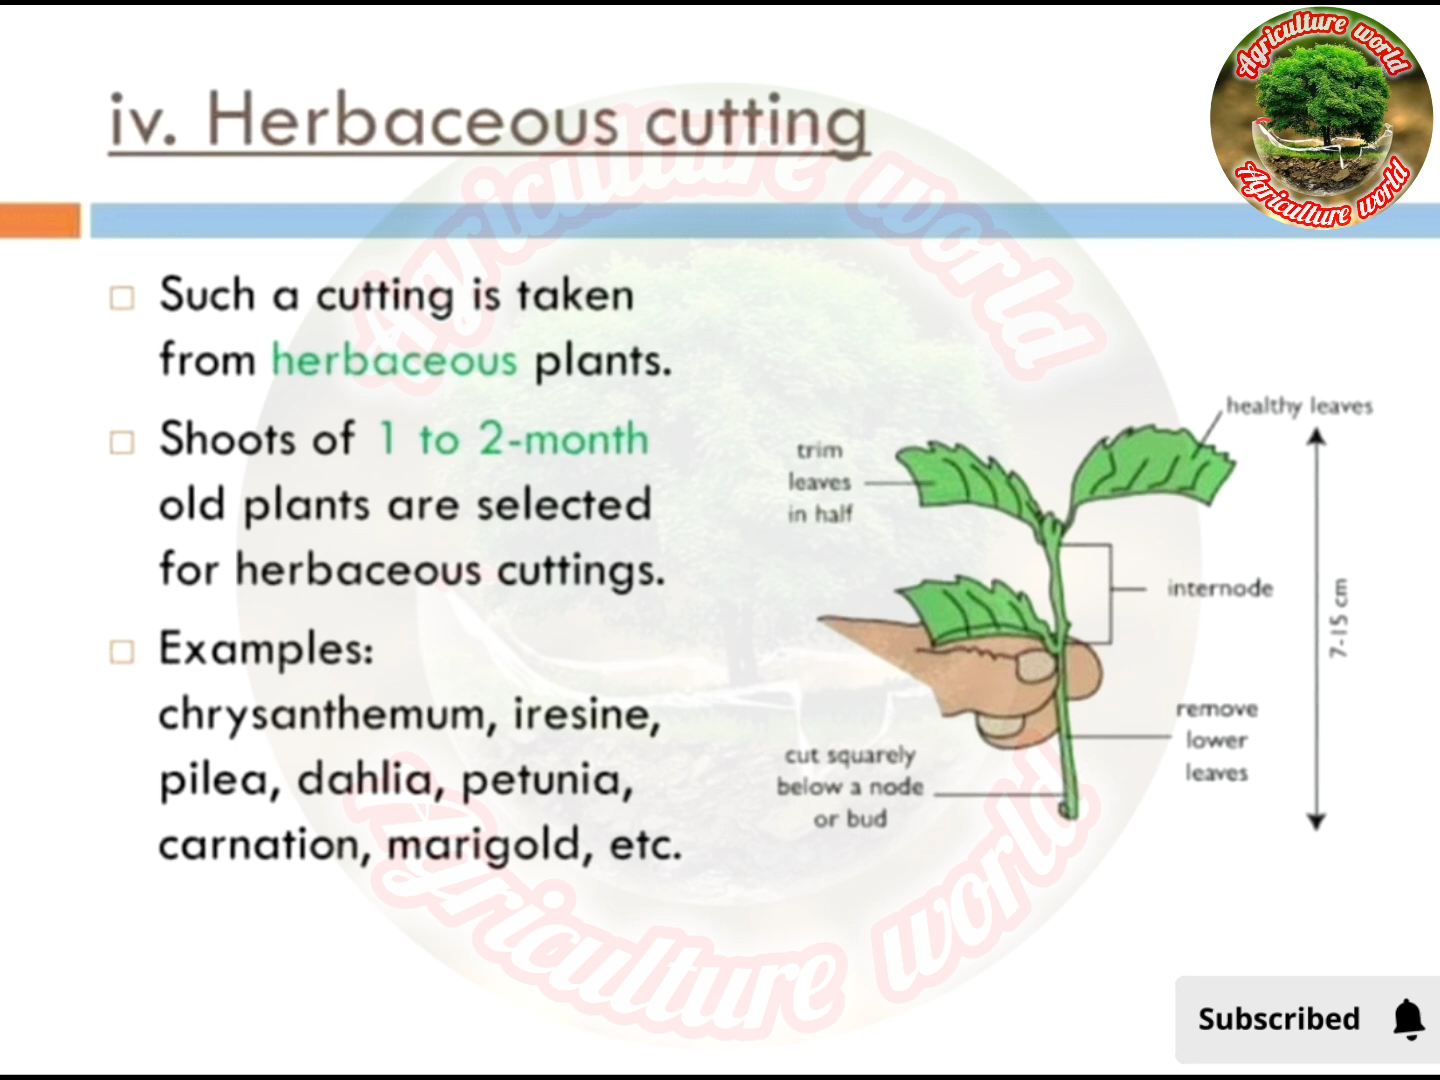 Agriculture world
iv. Herbaceous cutting
Agriculture world
Agriculture world
Such a cutting is taken
from herbaceous plants.
Shoots of 1 to 2-month
old plants are selected
for herbaceous cuttings.
Examples:
chrysanthemum, iresine,
pilea, dahlia, petunia,
carnation, marigold, etc.
healthy leaves
trim
leaves
in half
internode
7-15 cm
remove
lower
leaves
cut squarely
below a node
or bud
Agriculture world
Subscribed